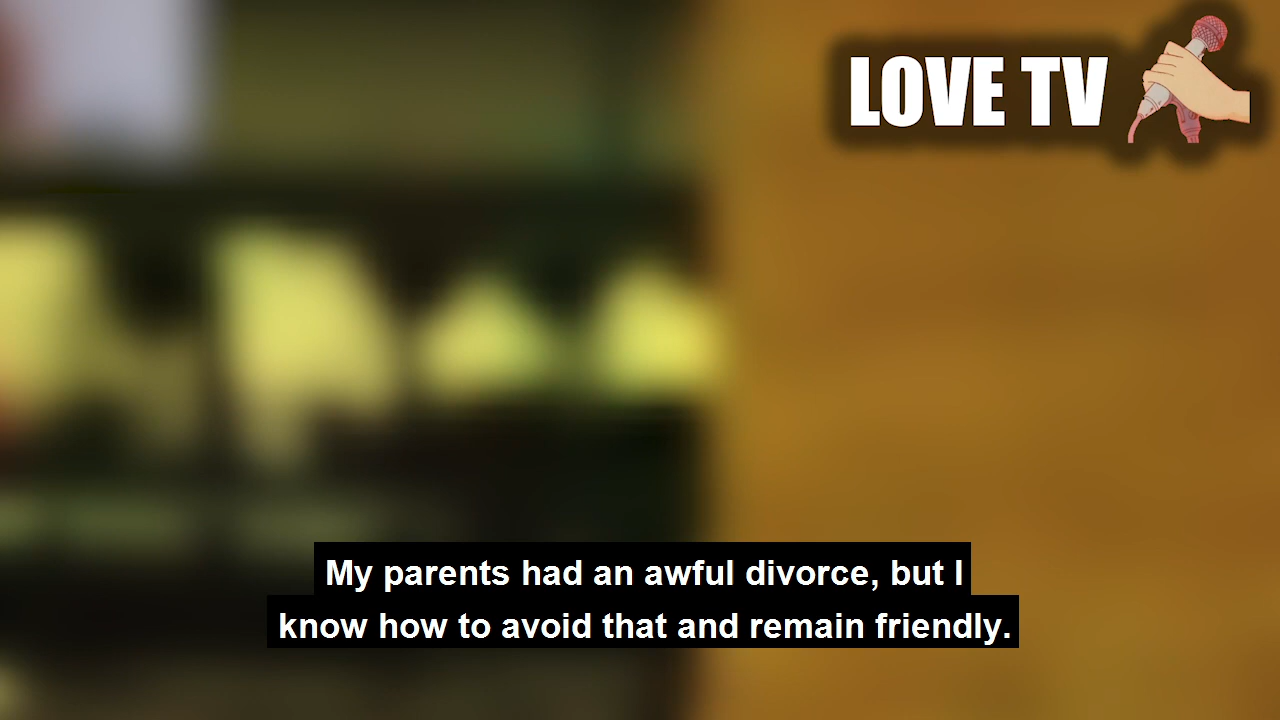 LOVE TV
My parents had an awful divorce, but I
know how to avoid that and remain friendly.